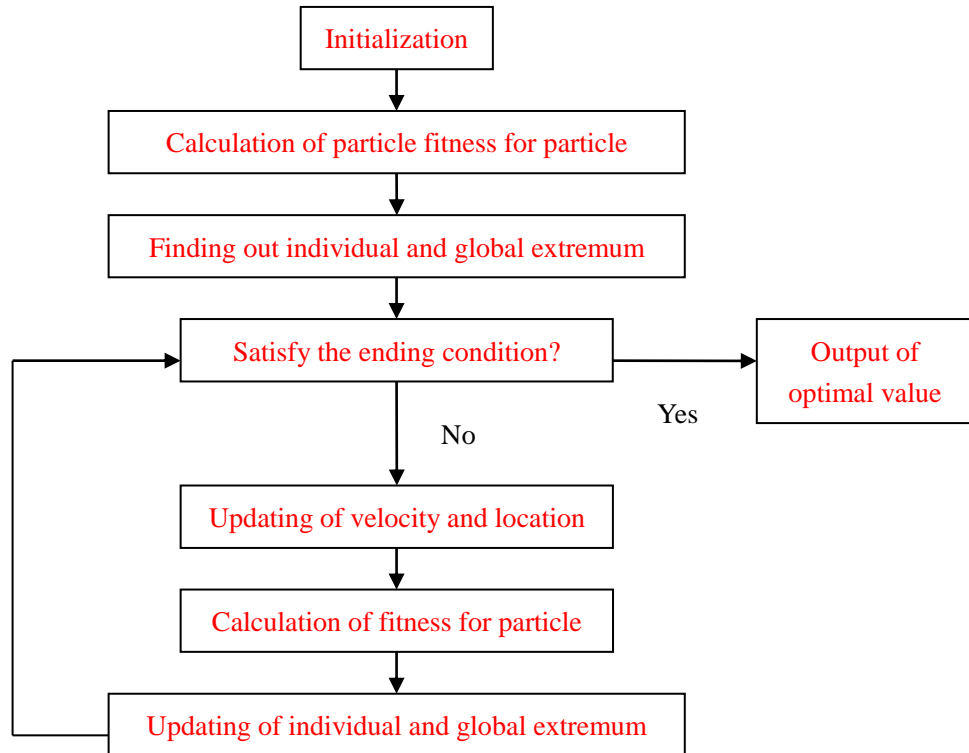 Initialization
Calculation of particle fitness for particle
Finding out individual and global extremum
Satisfy the ending condition?
Output of
optimal value
Yes
No
Updating of velocity and location
Calculation of fitness for particle
Updating of individual and global extremum